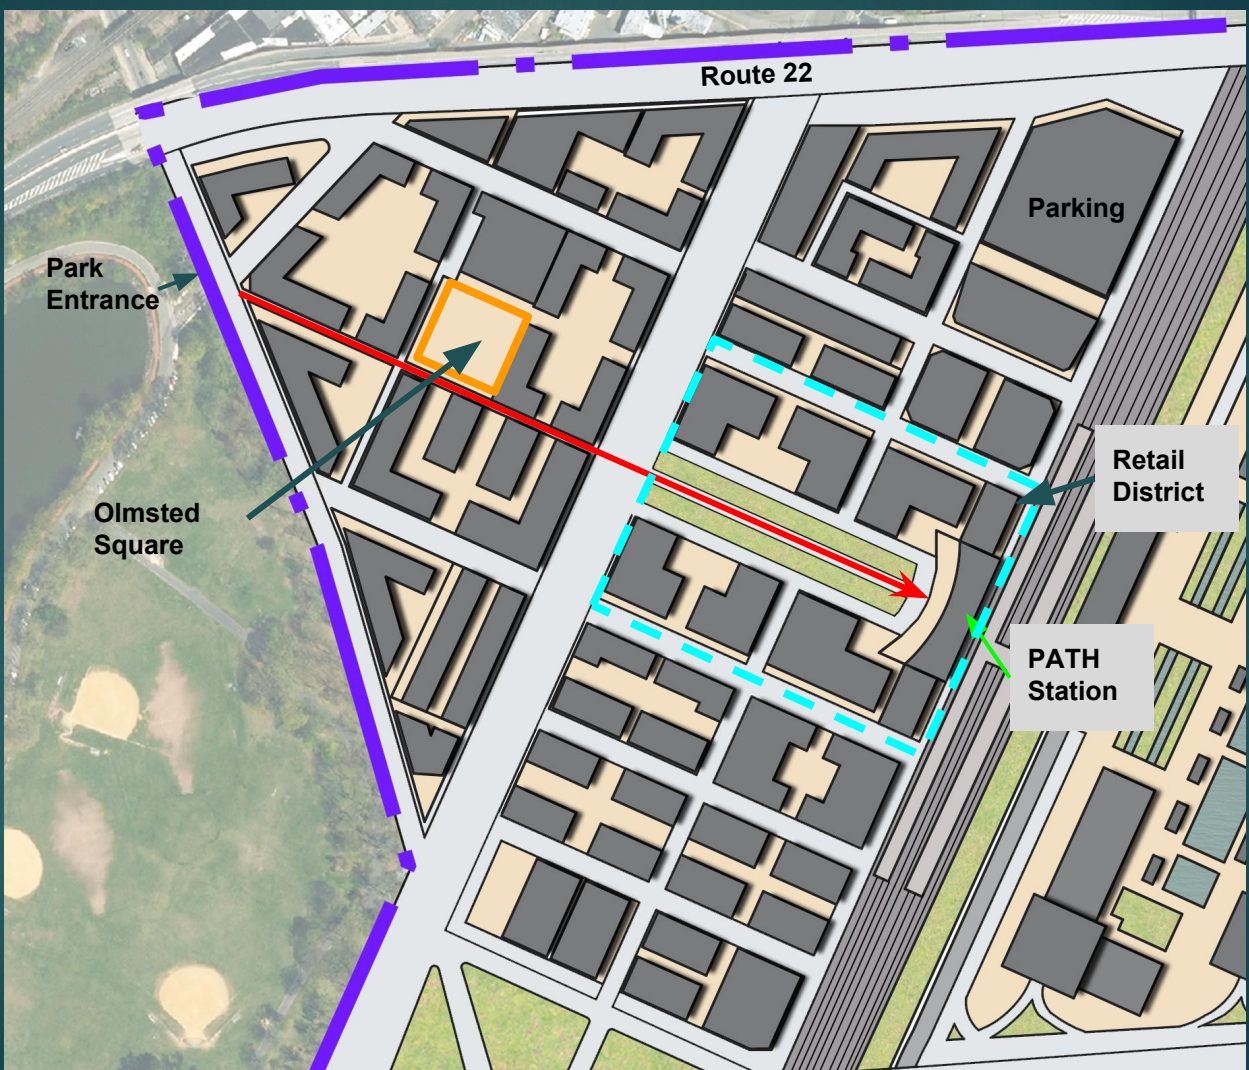 Route 22
Parking
Park
Entrance
Retail
District
Olmsted
Square
PATH
Station